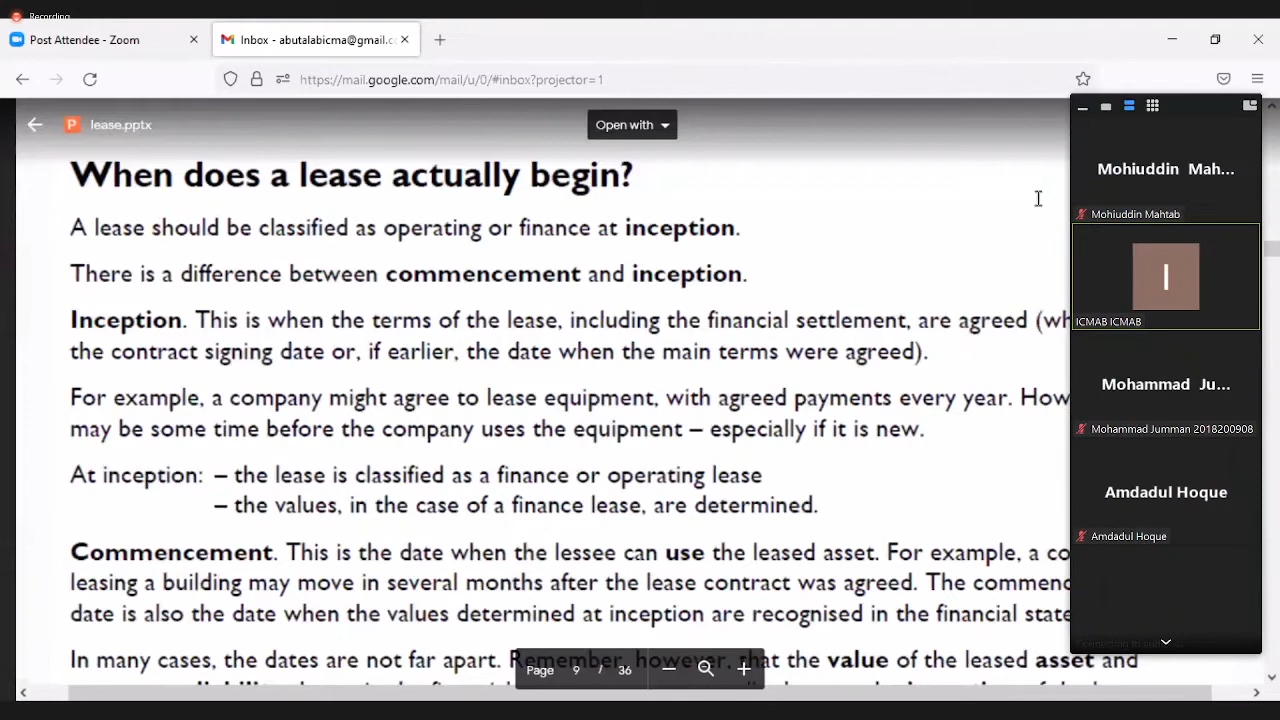 Recording
Post Attendee - Zoom
Inbox - abutalabicma@gmail.c
https://mail.google.com/mail/u/0/#inbox?projector=1
P lease.pptx
Open with
When does a lease actually begin?
A lease should be classified as operating or finance at inception.
There is a difference between commencement and inception.
Inception. This is when the terms of the lease, including the financial settlement, are agreed (wh
the contract signing date or, if earlier, the date when the main terms were agreed).
For example, a company might agree to lease equipment, with agreed payments every year. How
may be some time before the company uses the equipment – especially if it is new.
At inception: – the lease is classified as a finance or operating lease
– the values, in the case of a finance lease, are determined.
Commencement. This is the date when the lessee can use the leased asset. For example, a co
leasing a building may move in several months after the lease contract was agreed. The commenc
date is also the date when the values determined at inception are recognised in the financial state
In many cases, the dates are not far apart. Remember, however, that the value of the leased asset and
Page 9 / 36
Mohiuddin Mah...
Mohiuddin Mahtab
I
ICMAB ICMAB
Mohammad Ju...
Mohammad Jumman 2018200908
Amdadul Hoque
Amdadul Hoque